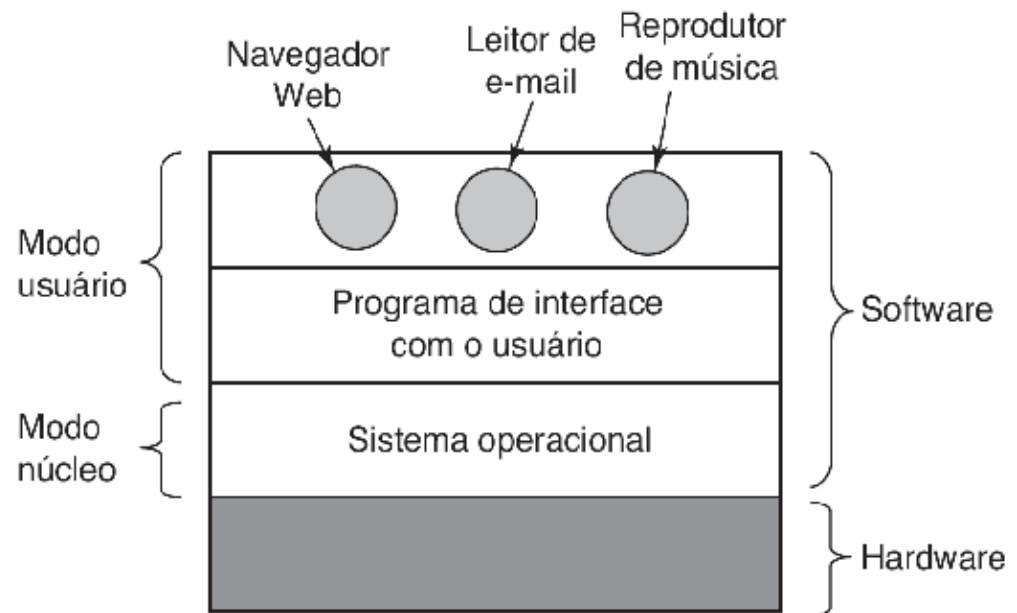 Navegador
Web
Leitor de
e-mail
Reprodutor
de música
Modo
usuário
Programa de interface
com o usuário
Software
Modo
núcleo
Sistema operacional
Hardware